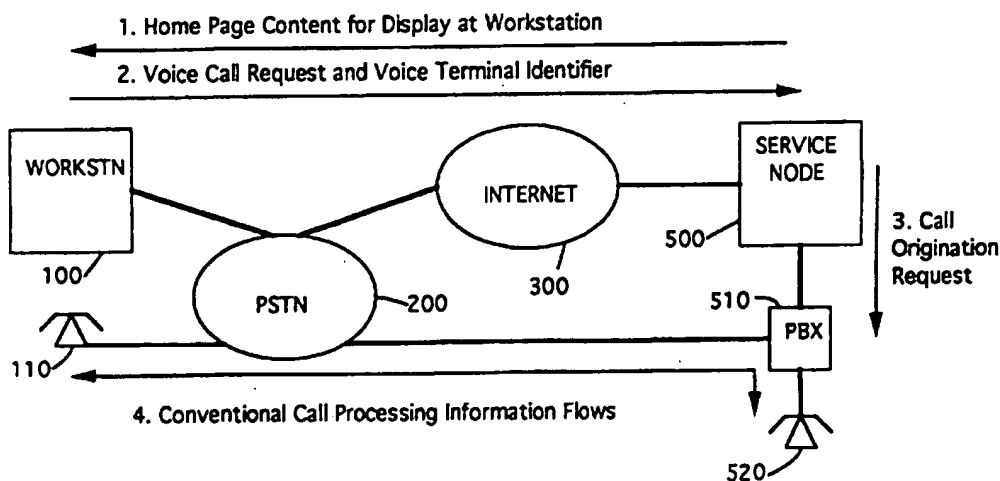 1. Home Page Content for Display at Workstation
2. Voice Call Request and Voice Terminal Identifier
WORKSTN
INTERNET
SERVICE
NODE
500
3. Call
Origination
Request
100
300
PSTN
200
510
PBX
110
4. Conventional Call Processing Information Flows
520